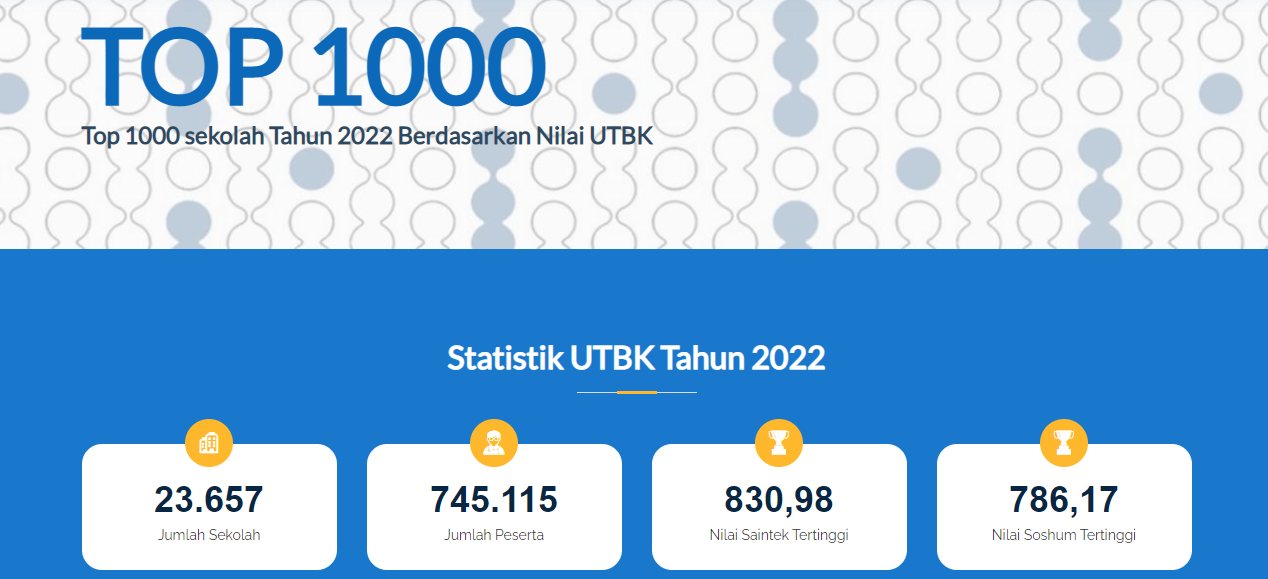 TOP 1000
Top 1000 sekolah Tahun 2022 Berdasarkan Nilai UTBK
Statistik UTBK Tahun 2022
23.657
Jumlah Sekolah
745.115
Jumlah Peserta
830,98
Nilai Saintek Tertinggi
786,17
Nilai Soshum Tertinggi